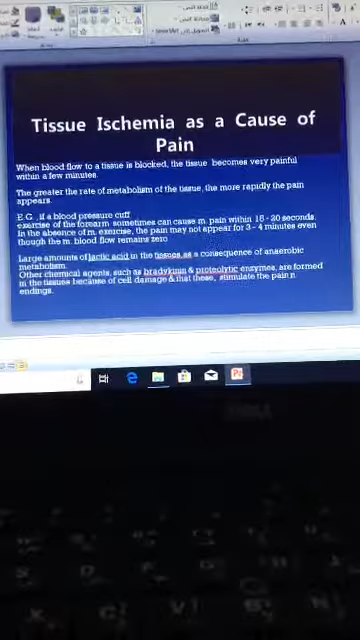 Tissue Ischemia as a Cause of
Pain
When blood flow to a tissue is blocked, the tissue becomes very painful
within a few minutes.
The greater the rate of metabolism of the tissue, the more rapidly the pain
appears.
E.G., if a blood pressure cuff
exercise of the forearm sometimes can cause m. pain within 15 - 20 seconds.
In the absence of m. exercise, the pain may not appear for 3 - 4 minutes even
though the m. blood flow remains zero
Large amounts of lactic acid in the tissues as a consequence of anaerobic
metabolism.
Other chemical agents, such as bradykinin & proteolytic enzymes, are formed
in the tissues because of cell damage & that these, stimulate the pain n
endings.